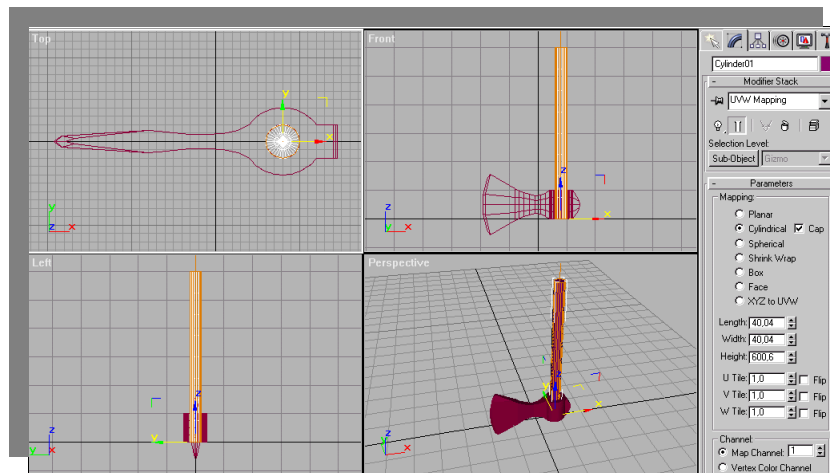 Top
y
x
y
z
x
Front
z
x
z
y
x
Left
z
y
z
y
x
Perspective
z
y
x
z
y
x
Cylinder01
- Modifier Stack
UVW Mapping
Selection Level:
Sub-Object Gizmo
- Parameters
Mapping:
Planar
Cylindrical Cap
Spherical
Shrink Wrap
Box
Face
XYZ to UVW
Length: 40,04
Width: 40,04
Height: 600,6
U Tile: 1,0 Flip
V Tile: 1,0 Flip
W Tile: 1,0 Flip
Channel:
Map Channel: 1
Vertex Color Channel